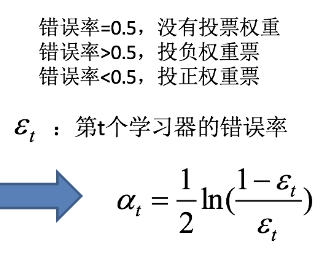 错误率=0.5，没有投票权重
错误率>0.5，投负权重票
错误率<0.5，投正权重票
εt ：第t个学习器的错误率
αt = 1/2 ln((1-εt)/εt)